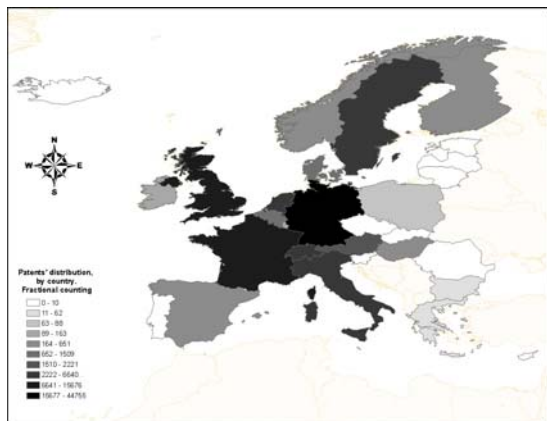 N
W E
S
Patents' distribution,
by country.
Fractional counting
0 - 10
11 - 62
63 - 88
89 - 163
164 - 651
652 - 1509
1510 - 2221
2222 - 6640
6641 - 15676
15677 - 44755